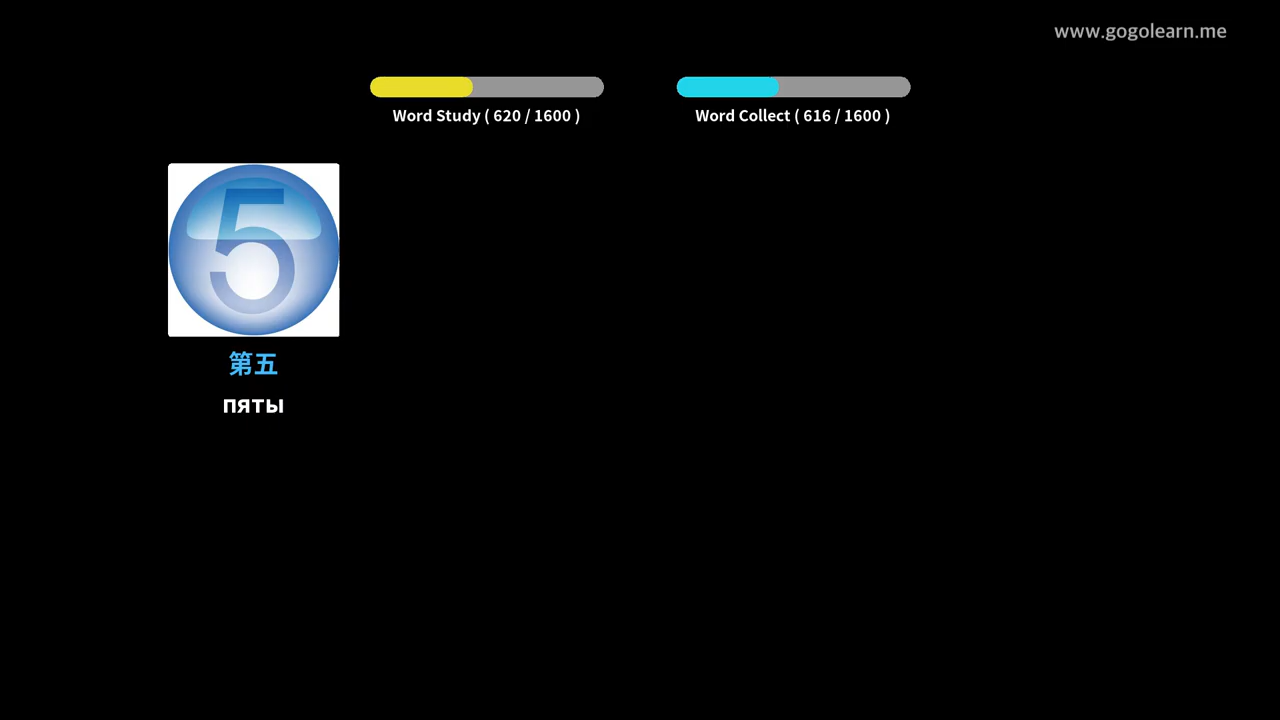 www.gogolearn.me
Word Study ( 620 / 1600 )
Word Collect ( 616 / 1600 )
5
第五
пяты